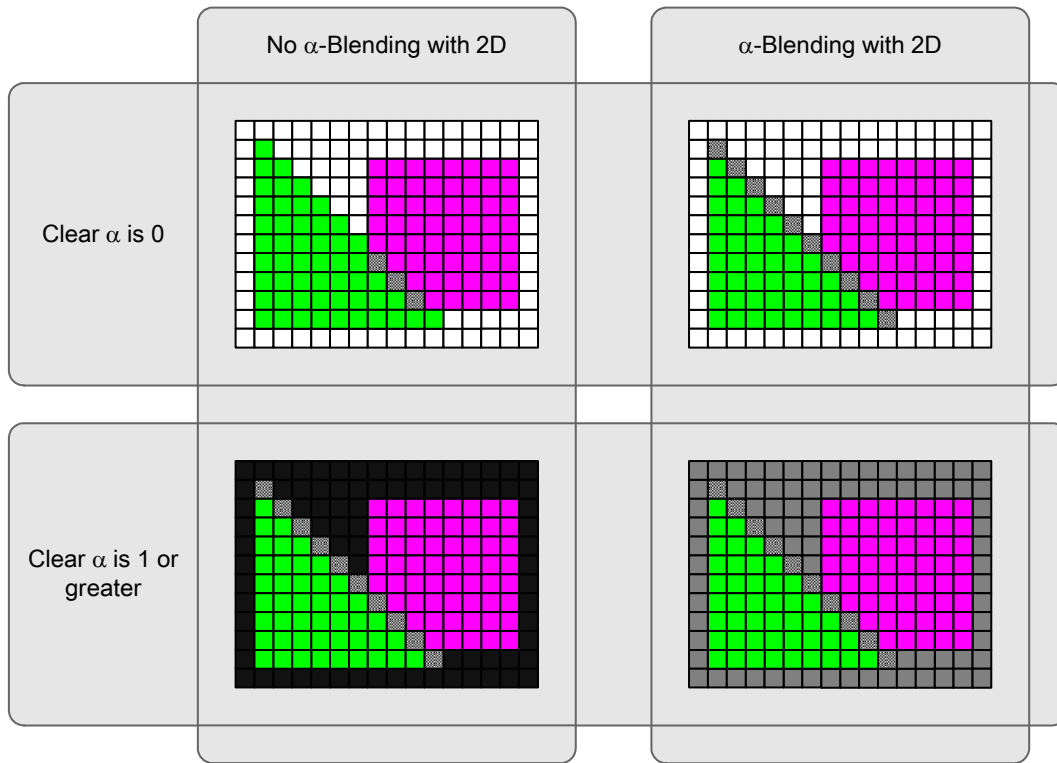 No α-Blending with 2D
α-Blending with 2D
Clear α is 0
Clear α is 1 or
greater